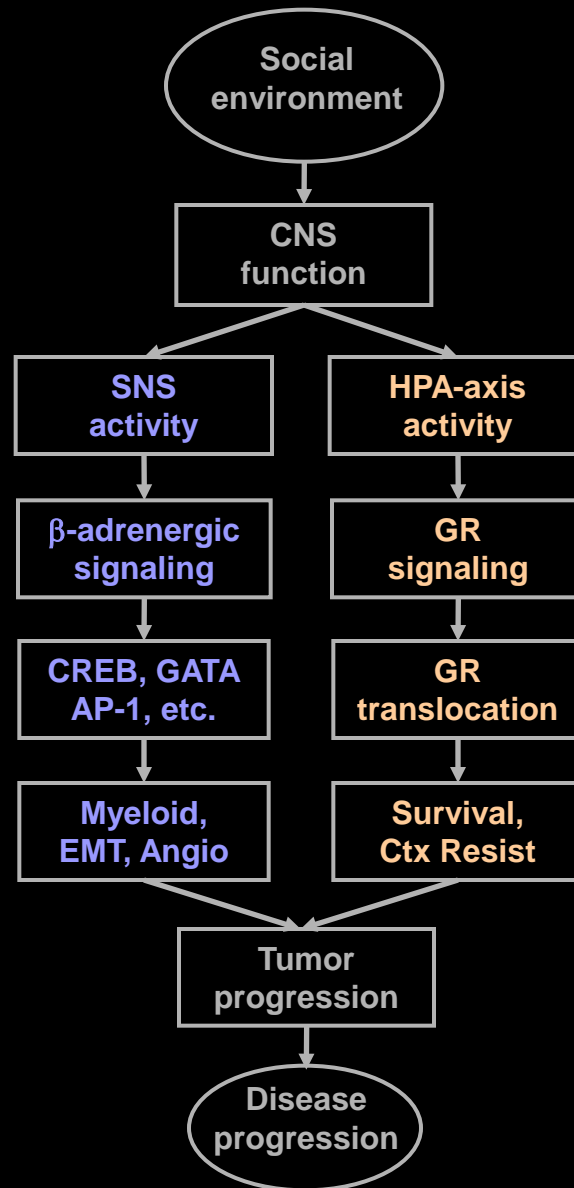 Social
environment
CNS
function
SNS
activity
HPA-axis
activity
β-adrenergic
signaling
GR
signaling
CREB, GATA
AP-1, etc.
GR
translocation
Myeloid,
EMT, Angio
Survival,
Ctx Resist
Tumor
progression
Disease
progression